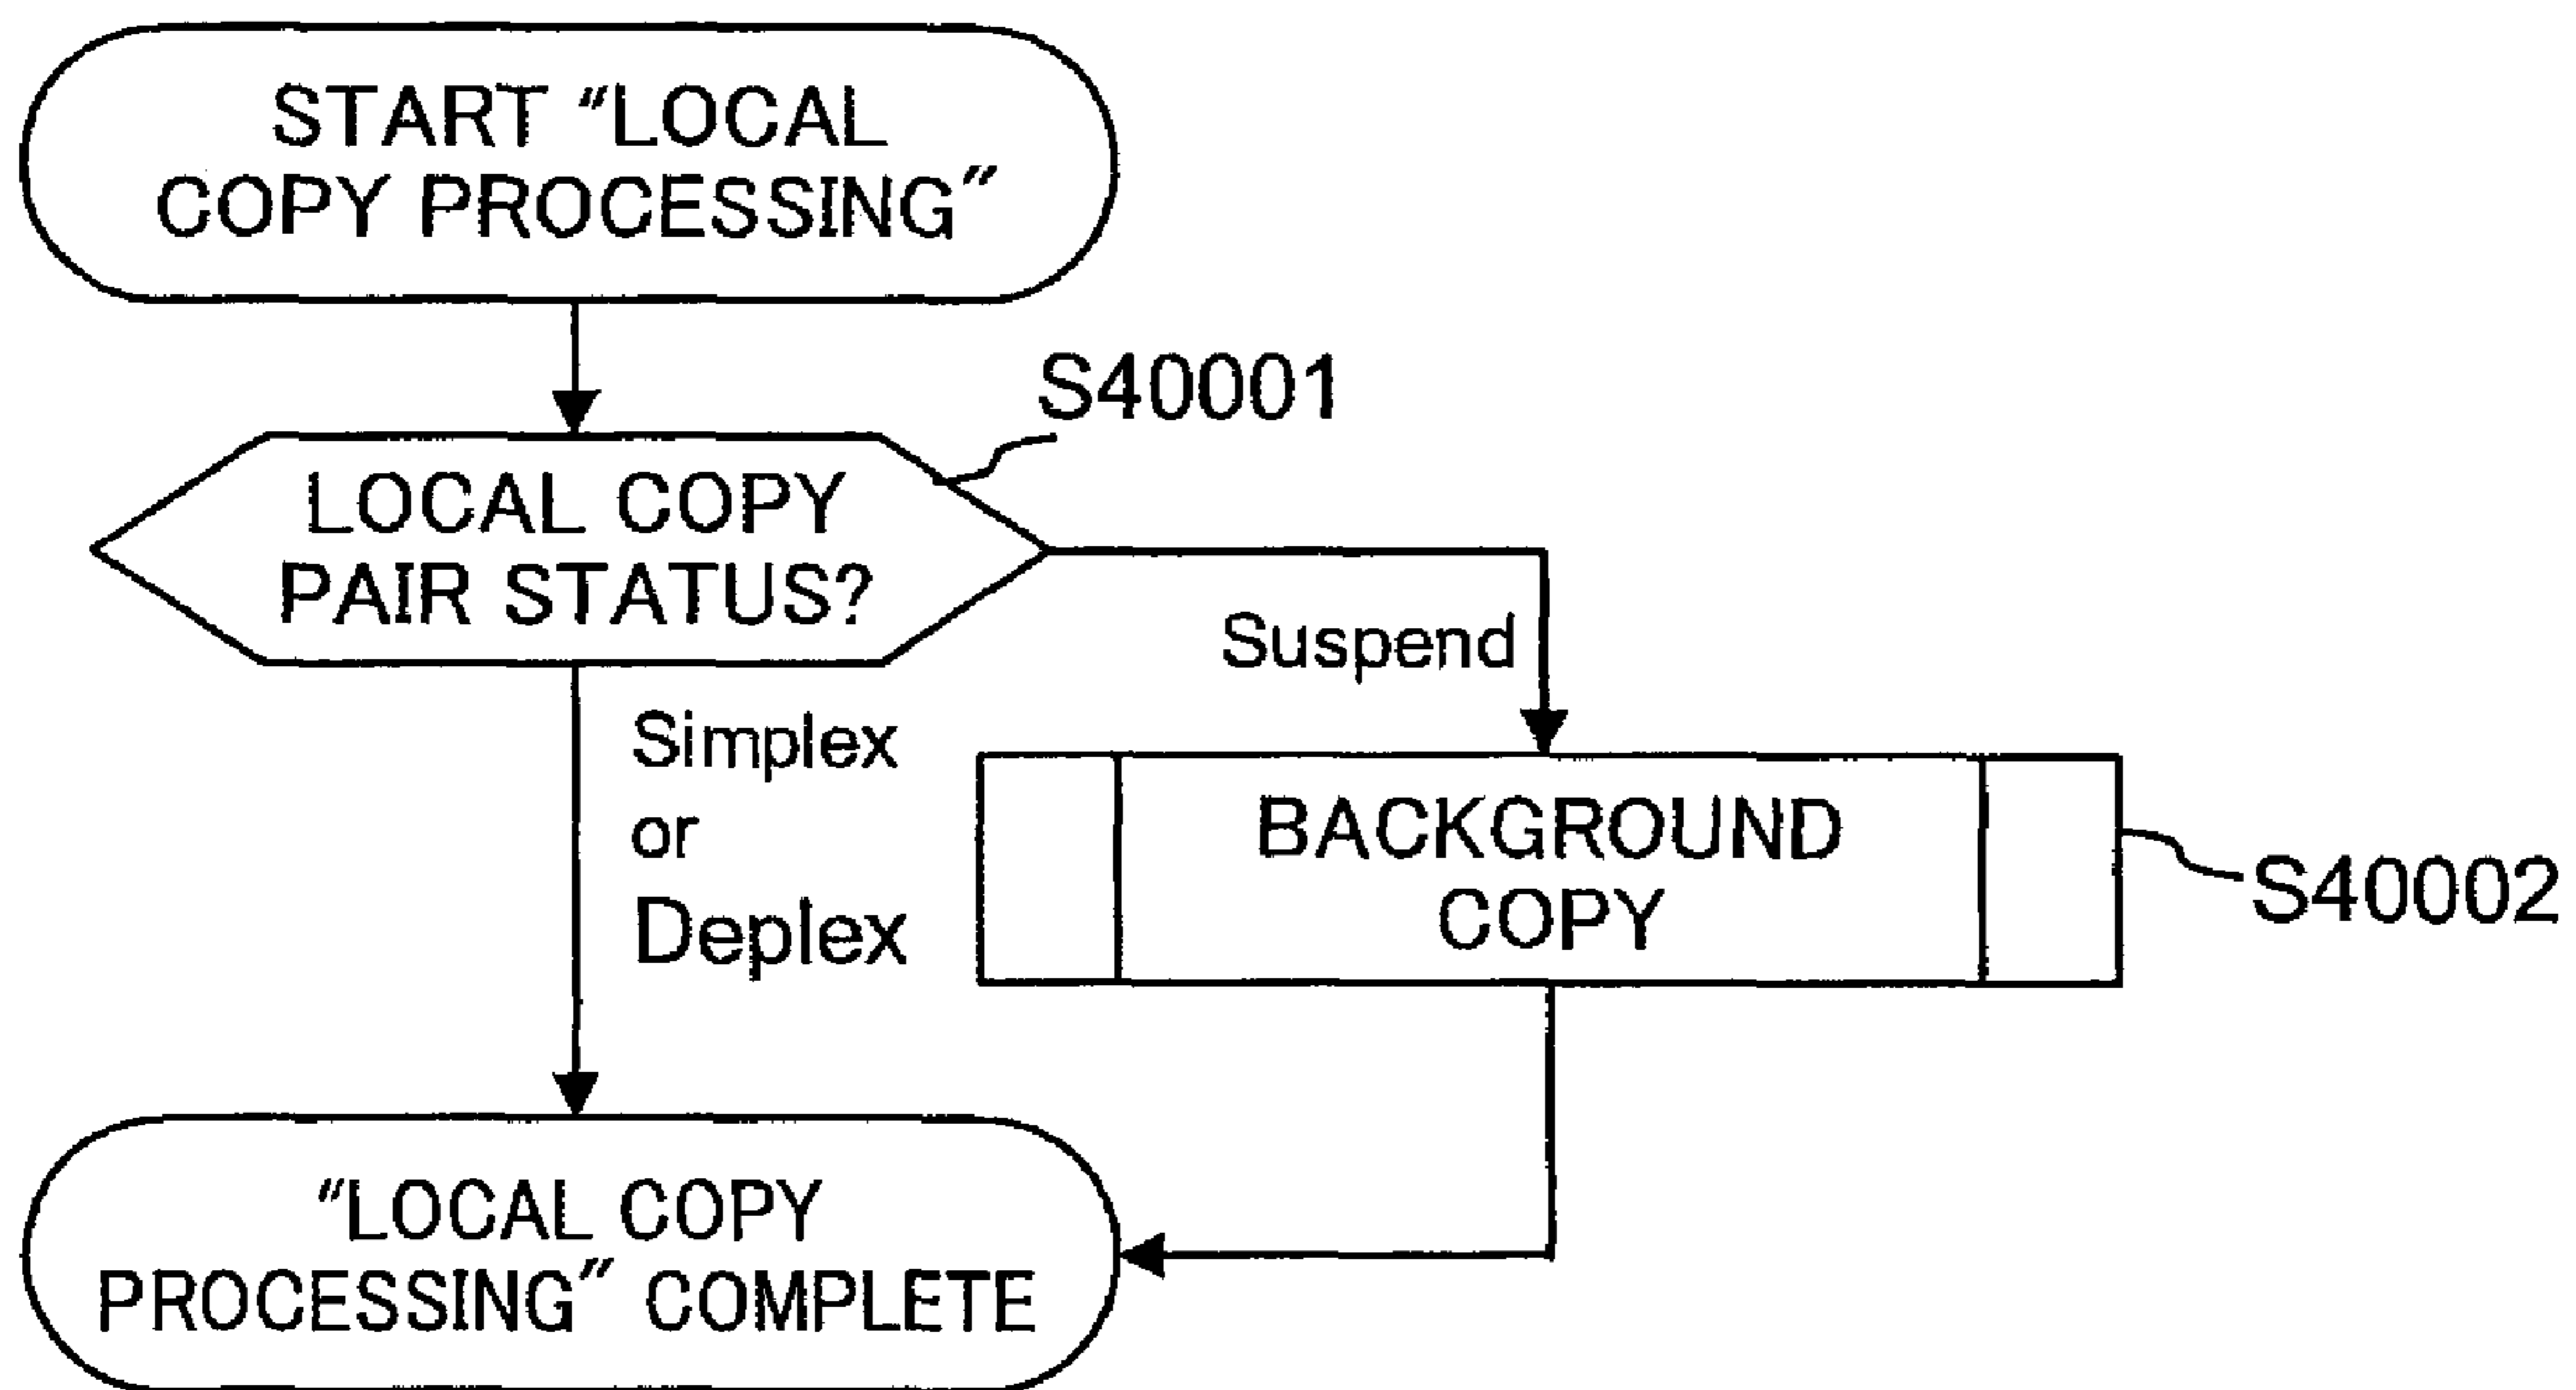 START "LOCAL
COPY PROCESSING"
S40001
LOCAL COPY
PAIR STATUS?
Suspend
Simplex
or
Deplex
BACKGROUND
COPY
S40002
"LOCAL COPY
PROCESSING" COMPLETE